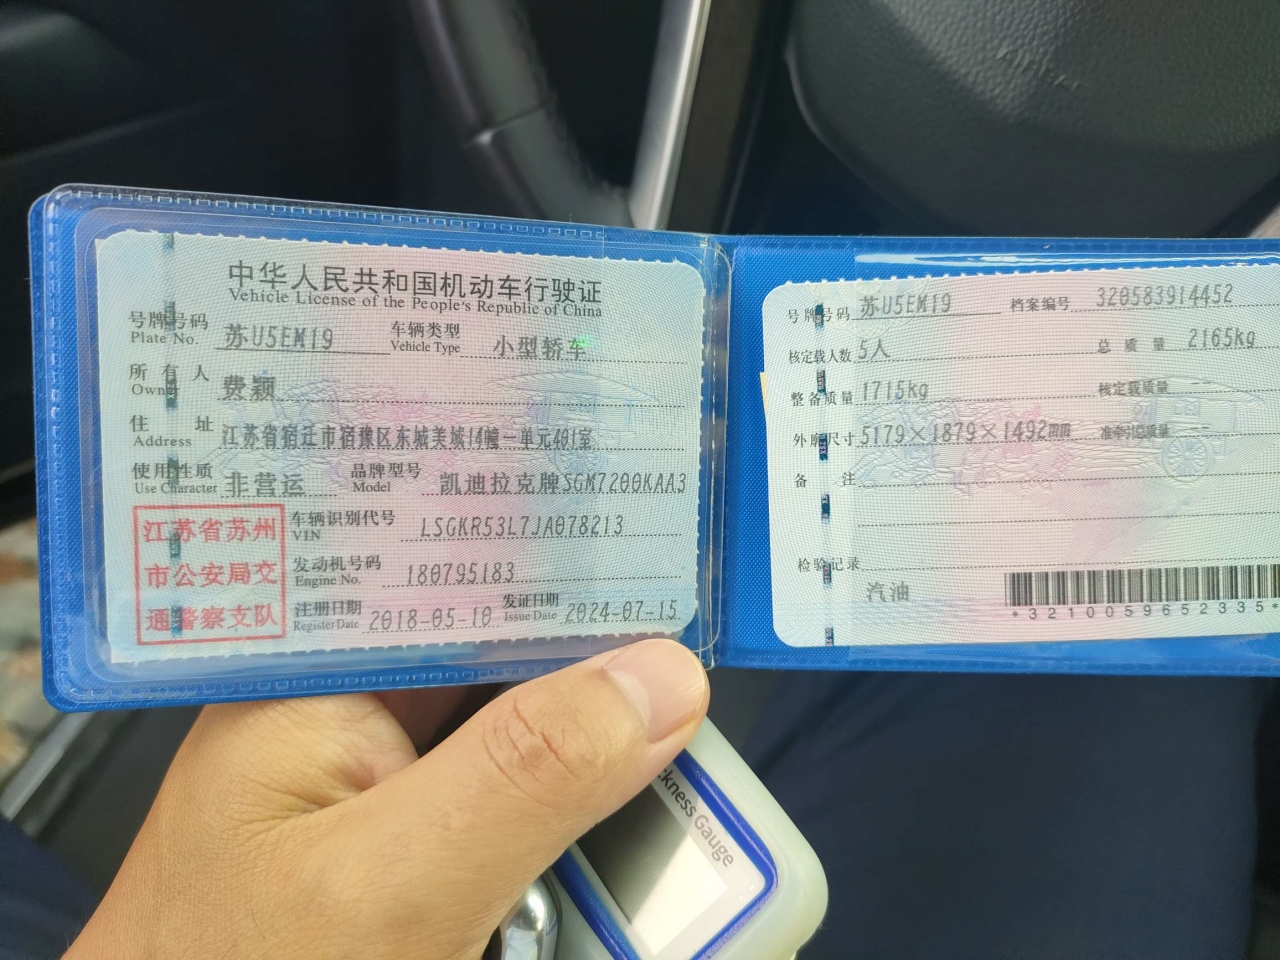 中华人民共和国机动车行驶证
Vehicle License of the People's Republic of China
号牌号码 苏U5EM19 车辆类型 小型轿车
Plate No. Vehicle Type
所有人 费颖
Owner
住址 江苏省宿迁市宿豫区东城美域14幢一单元401室
Address
使用性质 非营运 品牌型号 凯迪拉克牌SGM7200KAA3
Use Character Model
江苏省苏州
市公安局交
通警察支队
车辆识别代号 LSGKR53L7JA078213
VIN
发动机号码 180795183
Engine No.
注册日期 2018-05-10 发证日期 2024-07-15
Register Date Issue Date
号牌号码 苏U5EM19 档案编号 320583914452
核定载人数 5人 总质量 2165kg
整备质量 1715kg 核定载质量 --
外廓尺寸 5179×1879×1492mm 准牵引总质量 --
备注
检验记录
汽油
*3210059652335*
ckness Gauge